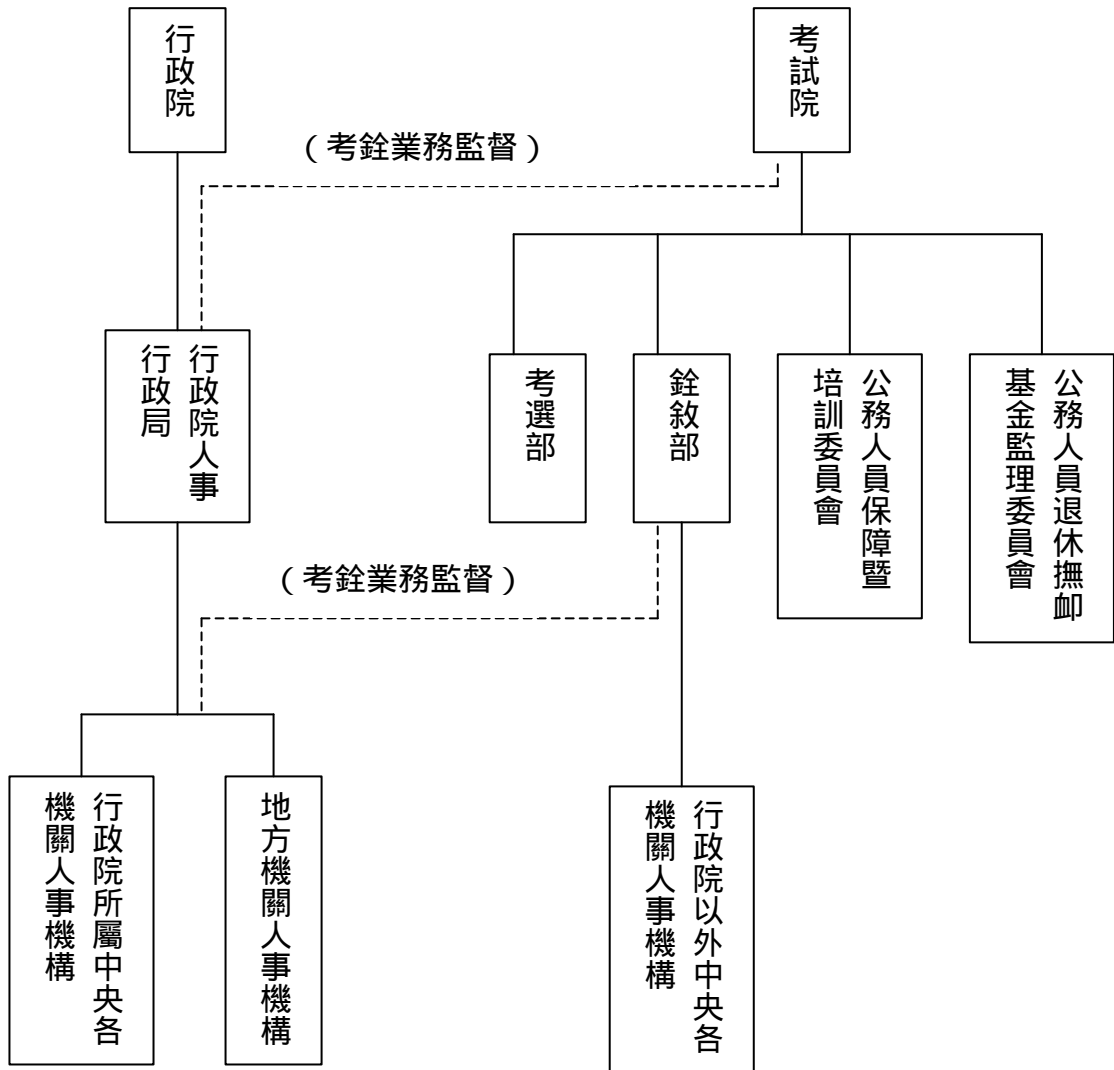 行政院
考試院
（考銓業務監督）
行政院人事
行政局
考選部
銓敘部
公務人員保障暨
培訓委員會
公務人員退休撫卹
基金監理委員會
（考銓業務監督）
行政院所屬中央各
機關人事機構
地方機關人事機構
行政院以外中央各
機關人事機構